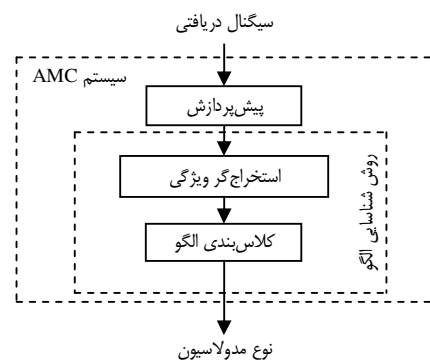 سیگنال دریافتی
سیستم AMC
پیش‌پردازش
روش شناسایی الگو
استخراج‌گر ویژگی
کلاس‌بندی الگو
نوع مدولاسیون